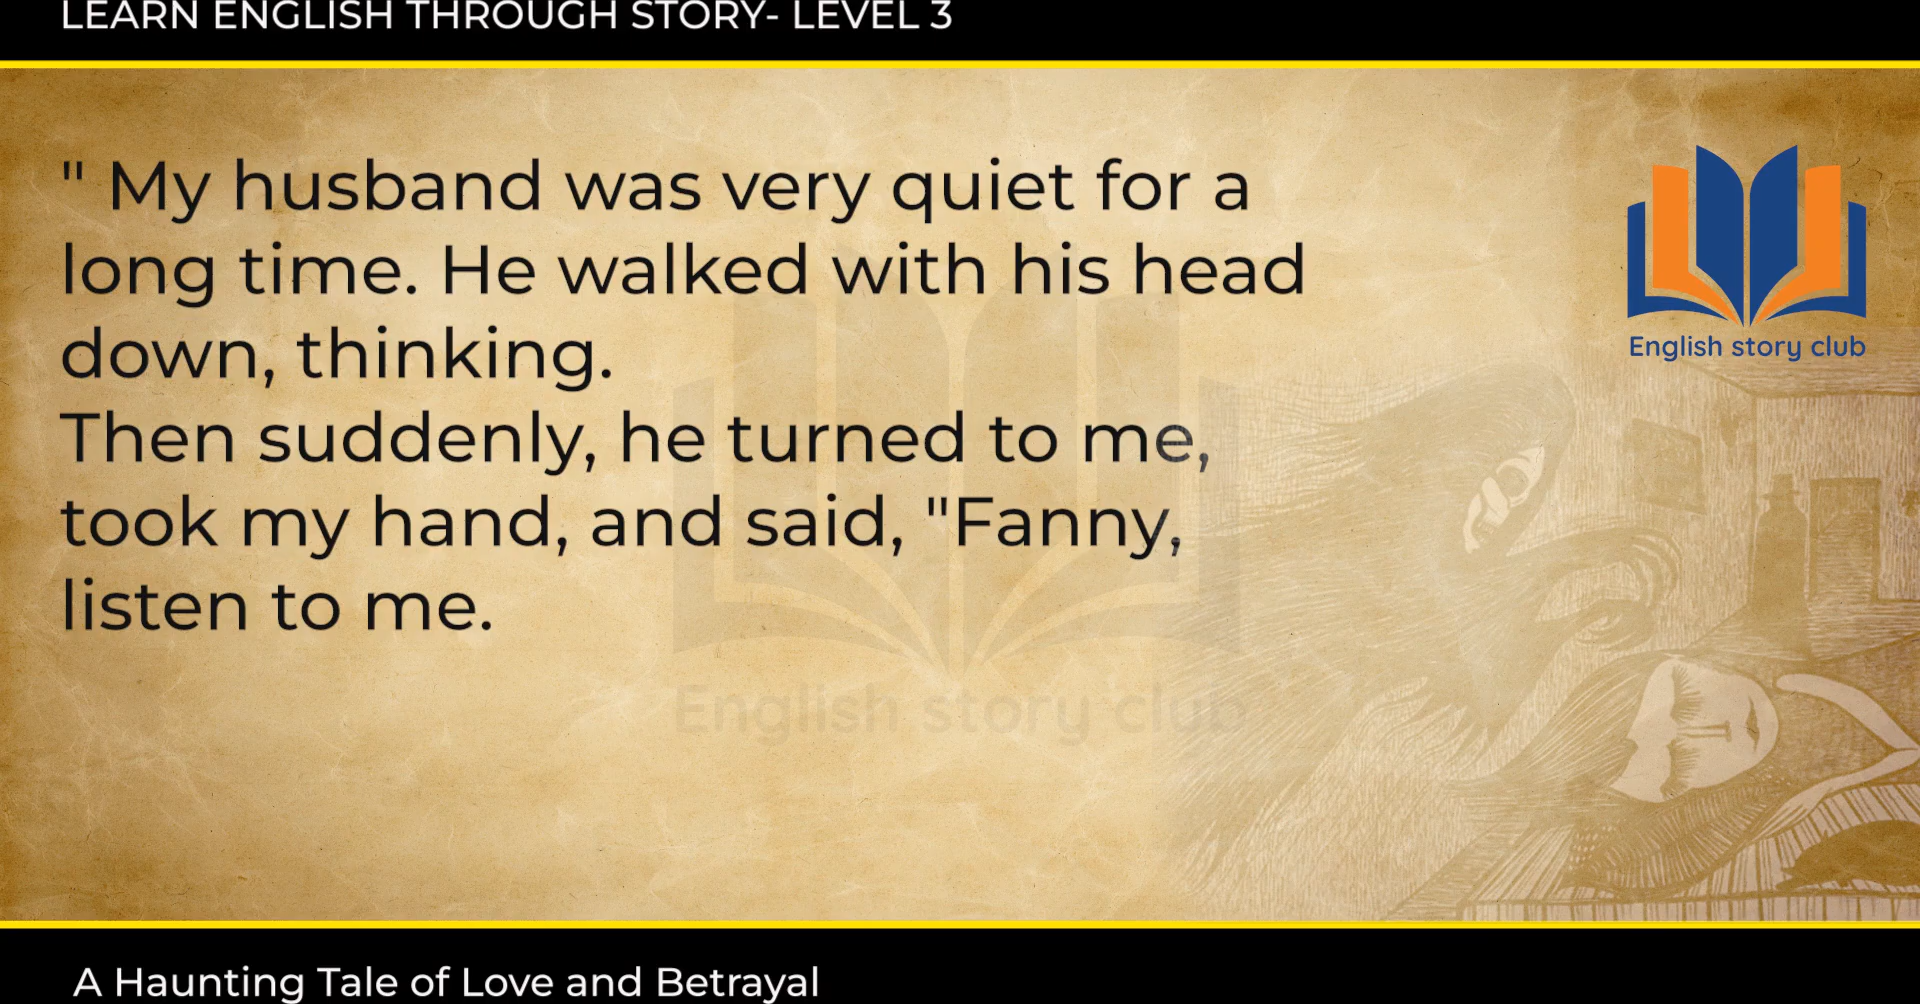 LEARN ENGLISH THROUGH STORY- LEVEL 3
" My husband was very quiet for a
long time. He walked with his head
down, thinking.
Then suddenly, he turned to me,
took my hand, and said, "Fanny,
listen to me.
English story club
English story club
A Haunting Tale of Love and Betrayal